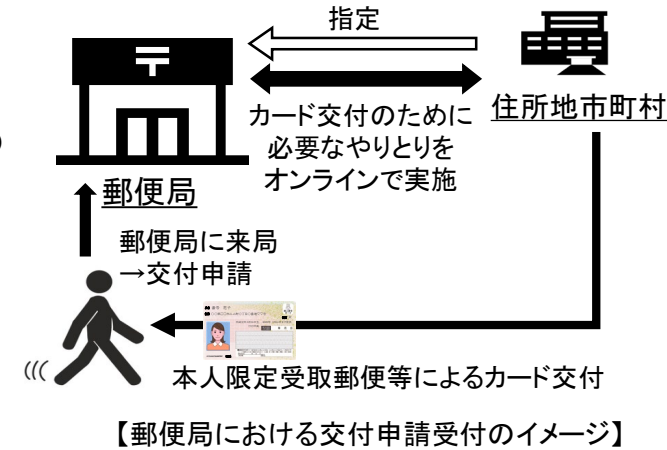 指定
住所地市町村
カード交付のために
必要なやりとりを
オンラインで実施
郵便局
郵便局に来局
→交付申請
本人限定受取郵便等によるカード交付
【郵便局における交付申請受付のイメージ】